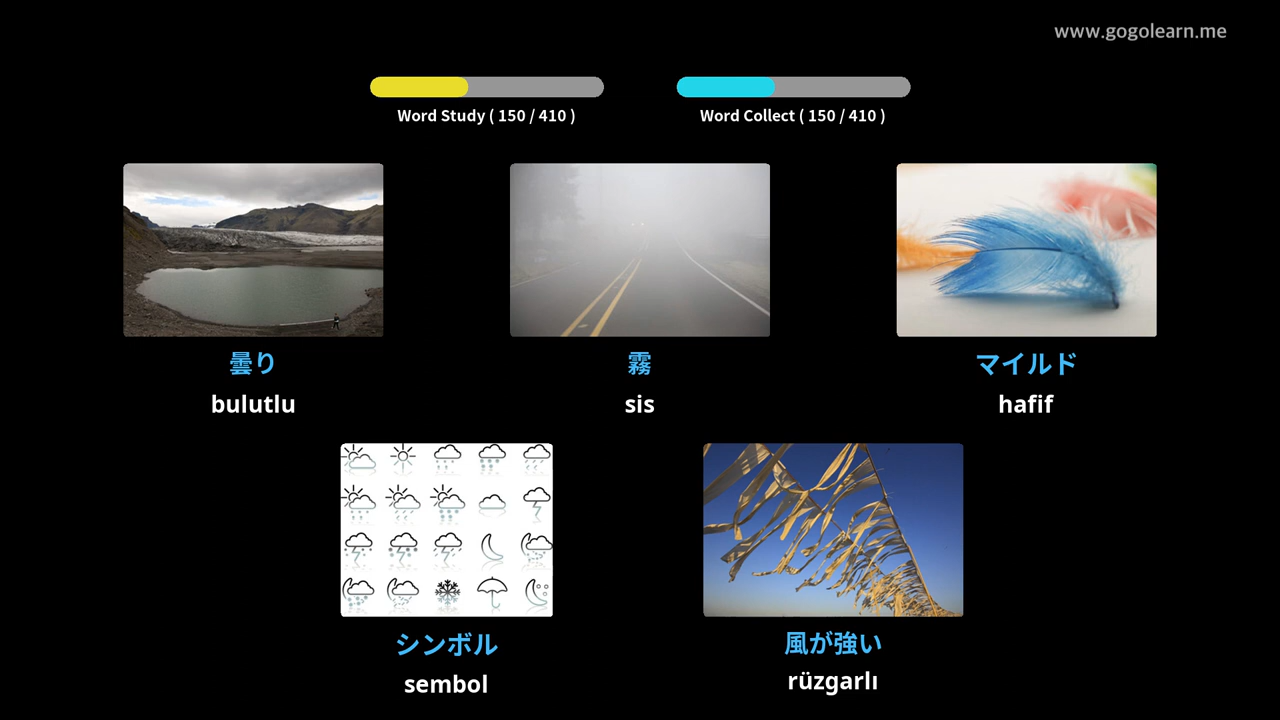 www.gogolearn.me
Word Study ( 150 / 410 )
Word Collect ( 150 / 410 )
曇り
霧
マイルド
bulutlu
sis
hafif
シンボル
風が強い
sembol
rüzgarlı